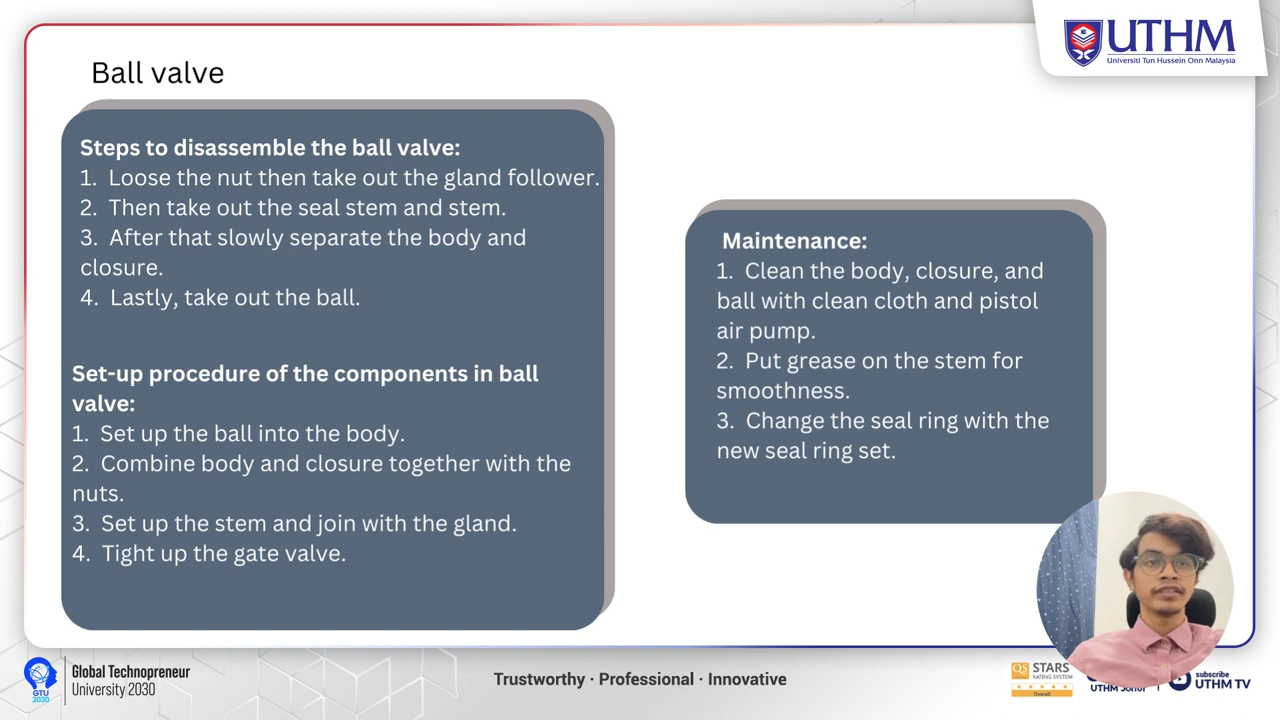 UTHM
Universiti Tun Hussein Onn Malaysia
Ball valve
Steps to disassemble the ball valve:
1. Loose the nut then take out the gland follower.
2. Then take out the seal stem and stem.
3. After that slowly separate the body and
closure.
4. Lastly, take out the ball.
Set-up procedure of the components in ball
valve:
1. Set up the ball into the body.
2. Combine body and closure together with the
nuts.
3. Set up the stem and join with the gland.
4. Tight up the gate valve.
Maintenance:
1. Clean the body, closure, and
ball with clean cloth and pistol
air pump.
2. Put grease on the stem for
smoothness.
3. Change the seal ring with the
new seal ring set.
GTU
2030
Global Technopreneur
University 2030
Trustworthy · Professional · Innovative
QS STARS
RATING SYSTEM
Overall
UTHM Johor
subscribe
UTHM TV